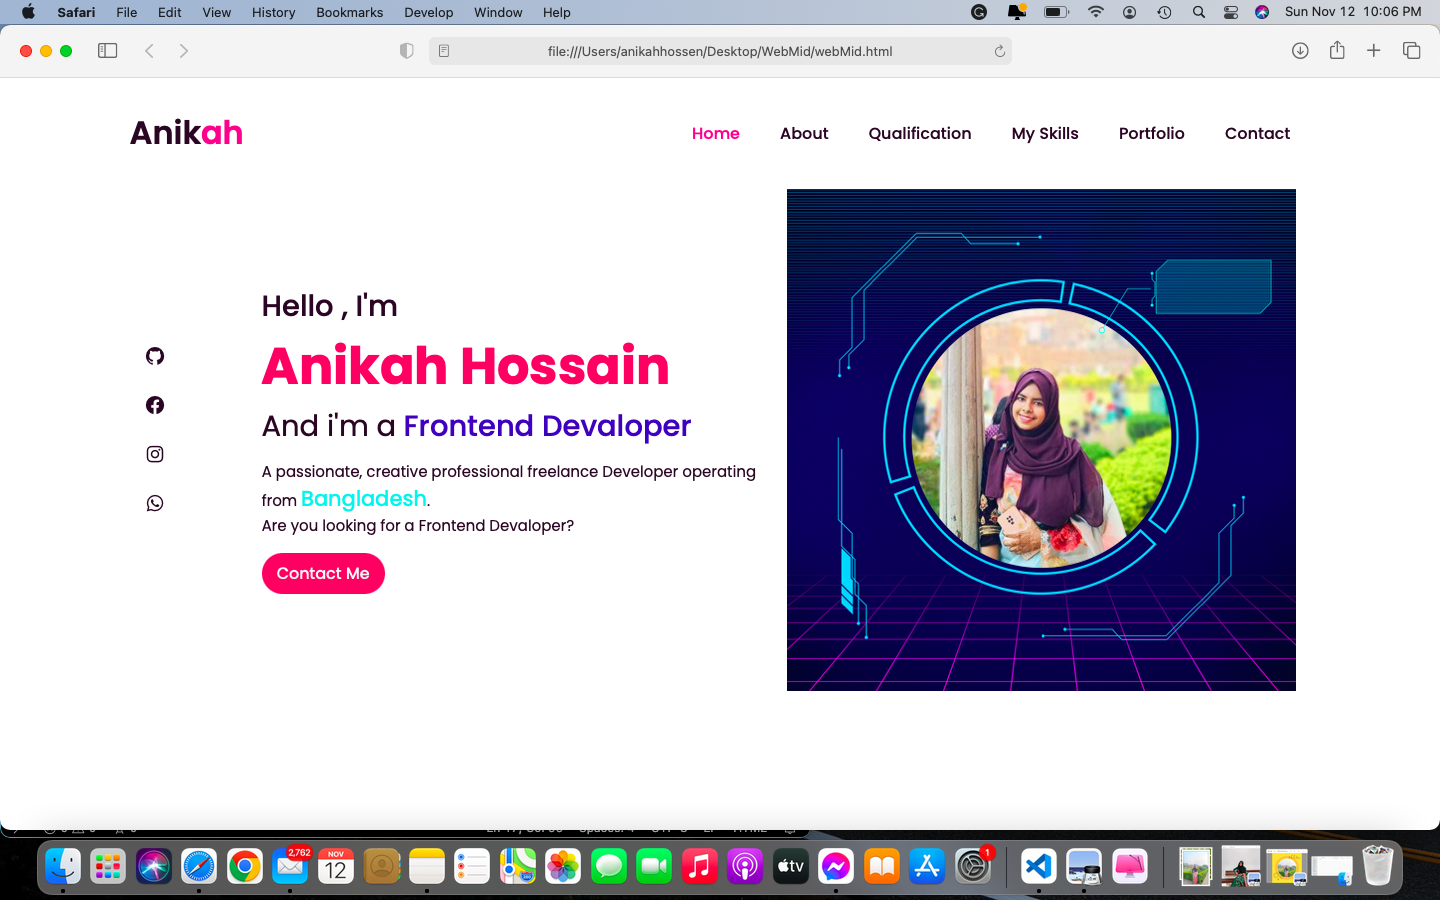 Safari File Edit View History Bookmarks Develop Window Help Sun Nov 12 10:06 PM
file:///Users/anikahhossen/Desktop/WebMid/webMid.html
Anikah
Home About Qualification My Skills Portfolio Contact
Hello , I'm
Anikah Hossain
And i'm a Frontend Devaloper
A passionate, creative professional freelance Developer operating
from Bangladesh.
Are you looking for a Frontend Devaloper?
Contact Me
2,762
NOV
12
tv
1